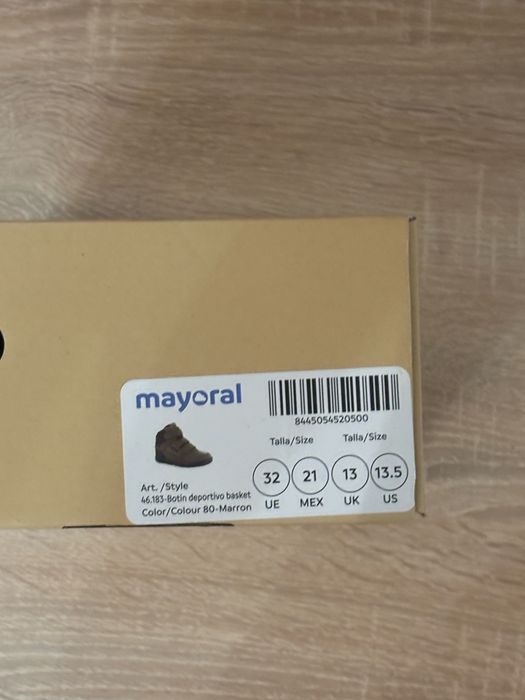 mayoral
8445054520500
Talla/Size Talla/Size
32 21 13 13.5
UE MEX UK US
Art. /Style
46.183-Botín deportivo basket
Color/Colour 80-Marron